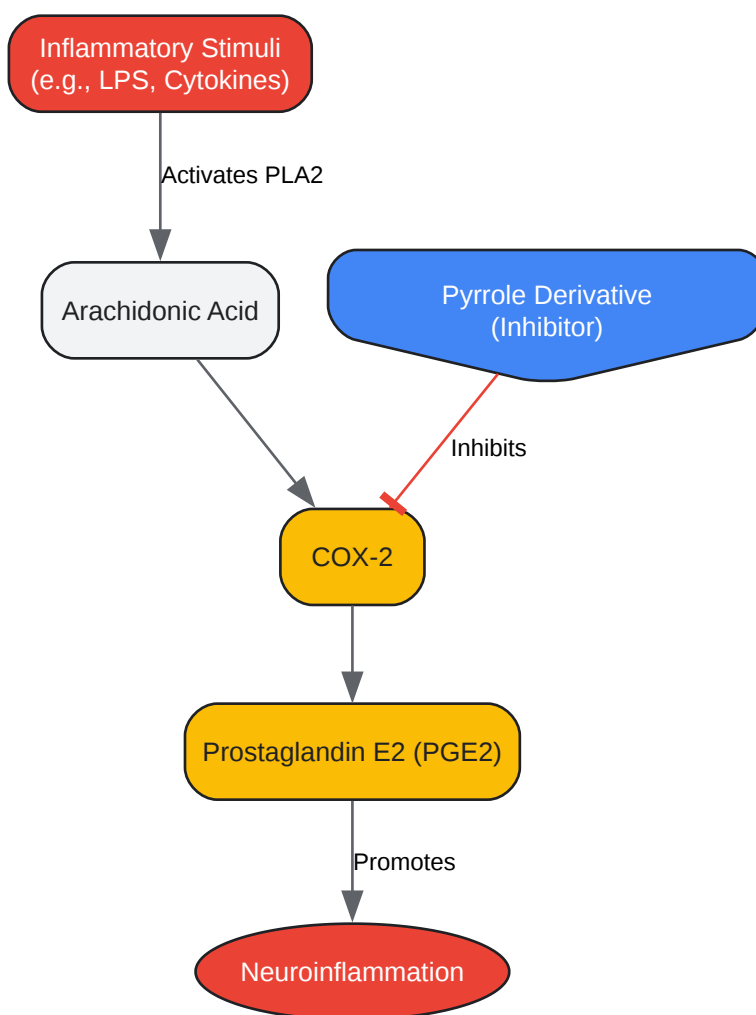 Inflammatory Stimuli
(e.g., LPS, Cytokines)
Activates PLA2
Arachidonic Acid
Pyrrole Derivative
(Inhibitor)
Inhibits
COX-2
Prostaglandin E2 (PGE2)
Promotes
Neuroinflammation